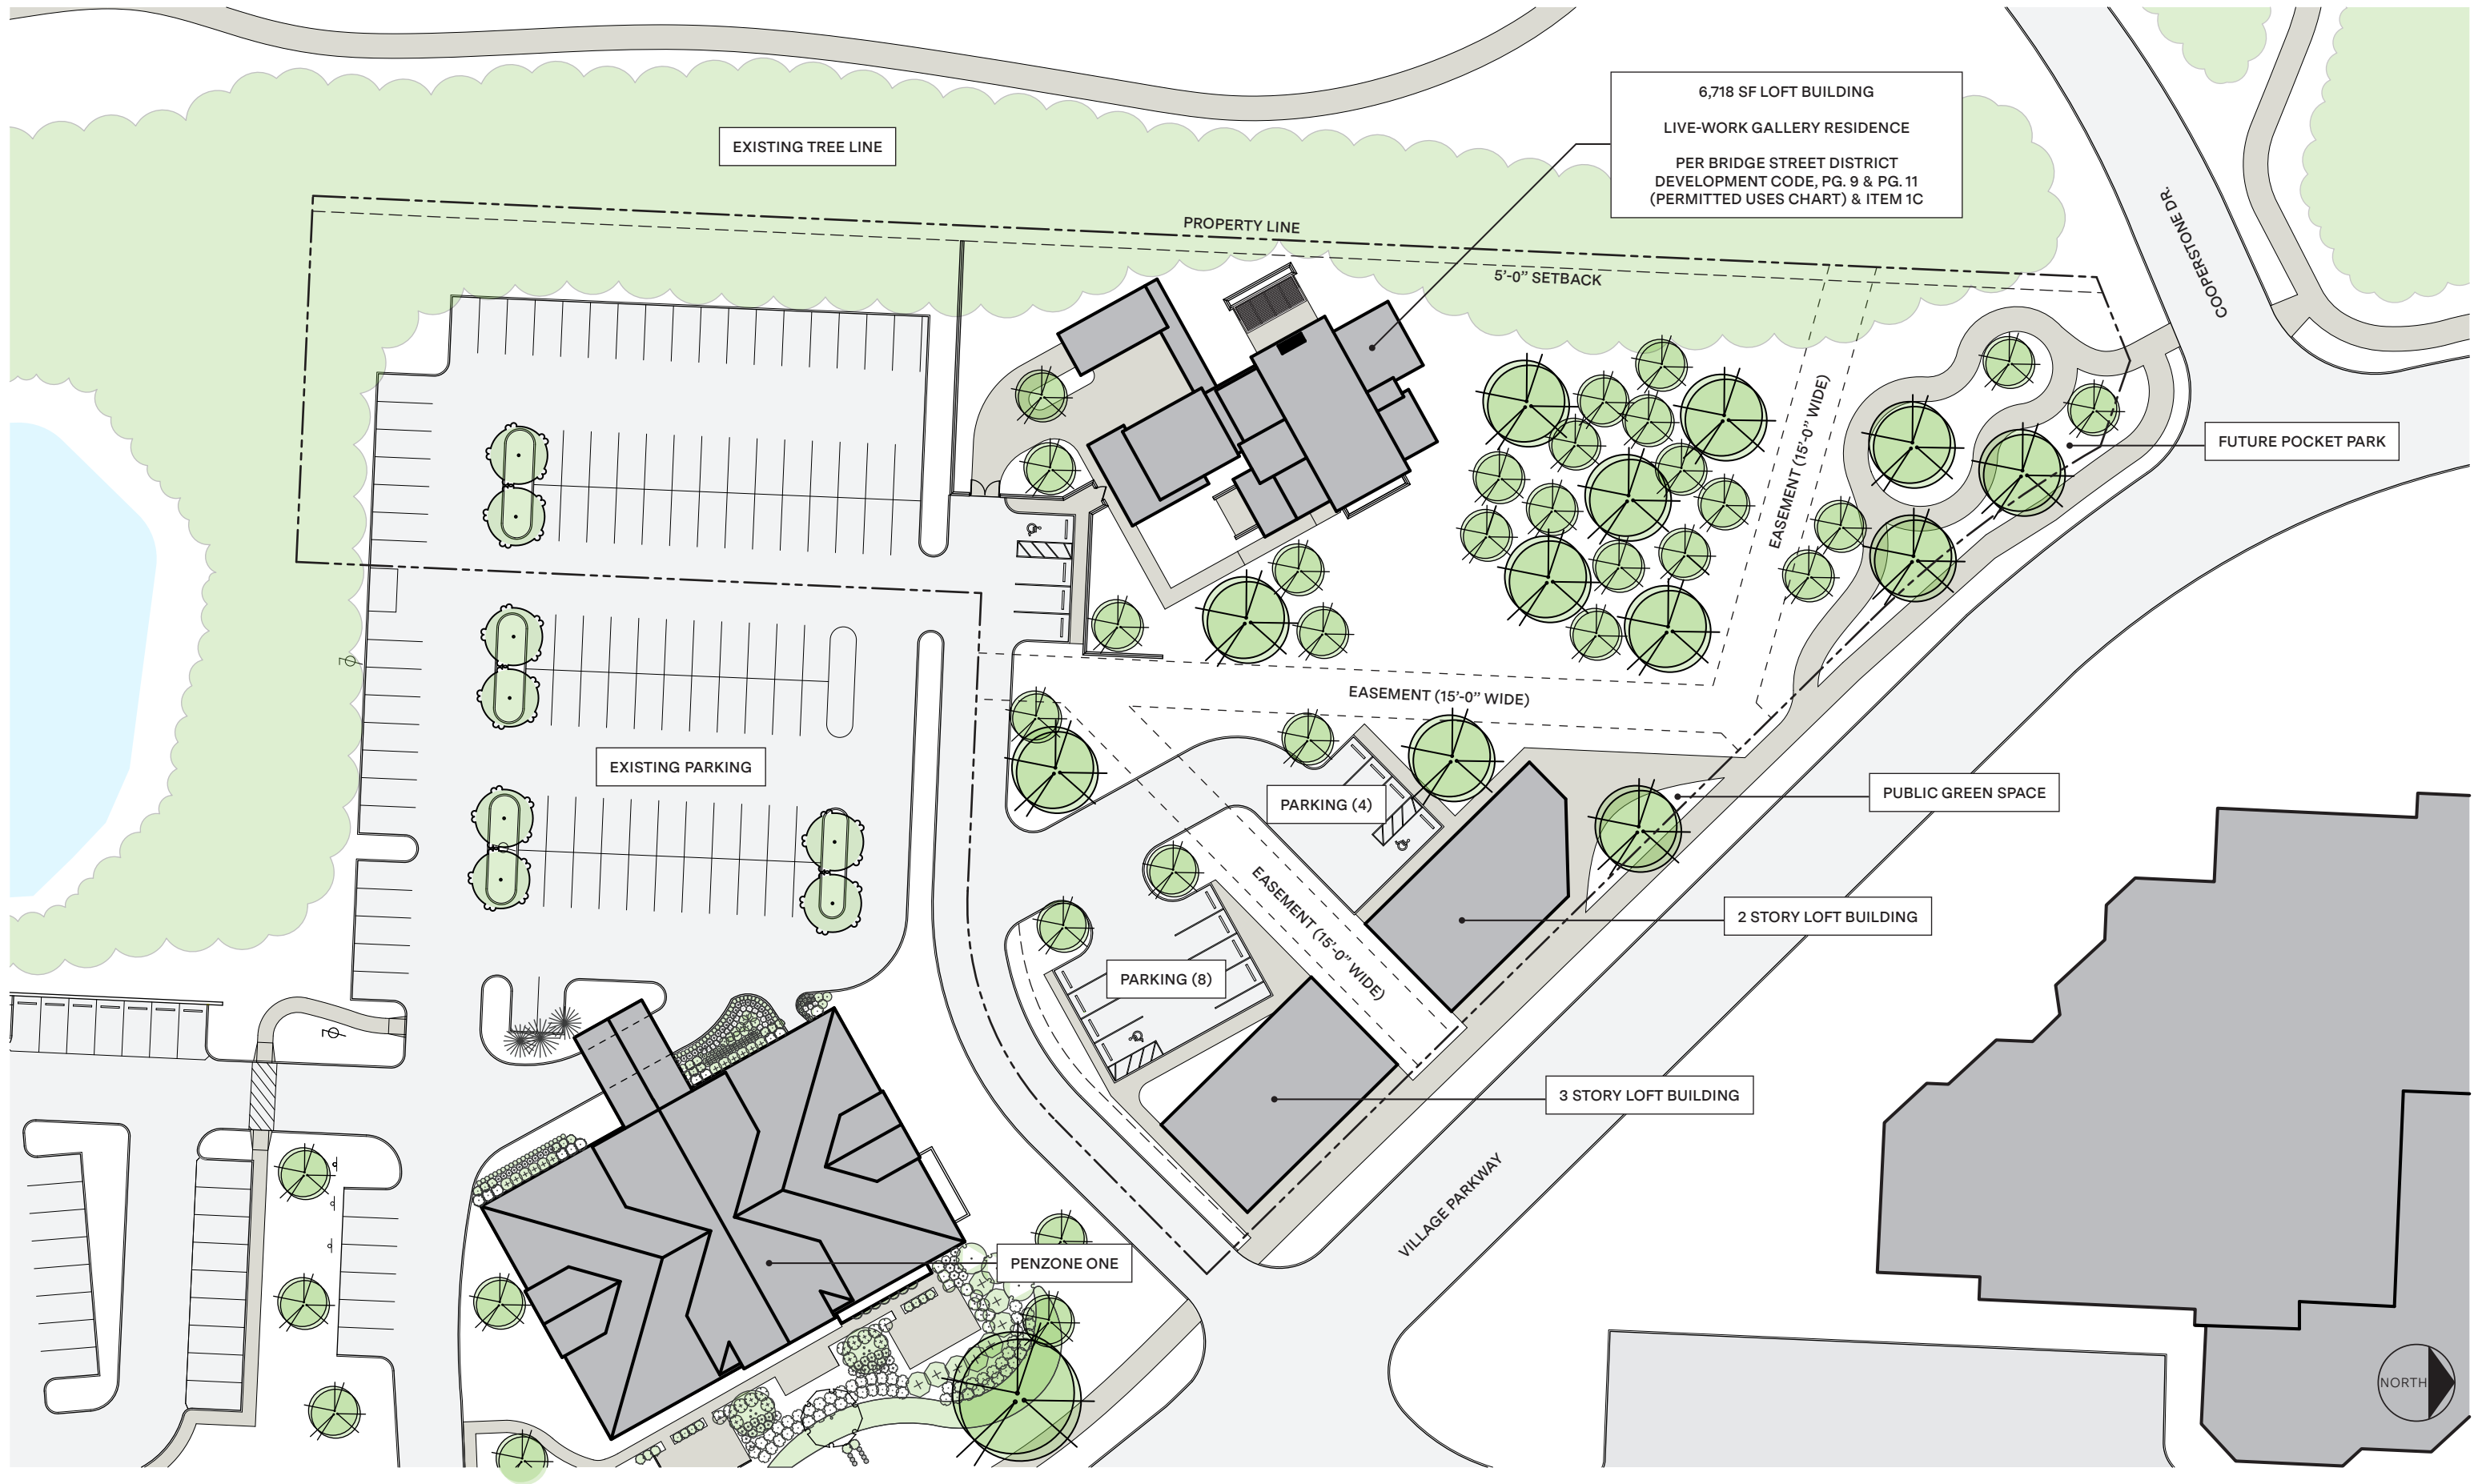 6,718 SF LOFT BUILDING
LIVE-WORK GALLERY RESIDENCE
PER BRIDGE STREET DISTRICT
DEVELOPMENT CODE, PG. 9 & PG. 11
(PERMITTED USES CHART) & ITEM 1C
EXISTING TREE LINE
PROPERTY LINE
5'-0" SETBACK
COOPERSTONE DR.
EASEMENT (15'-0" WIDE)
FUTURE POCKET PARK
EASEMENT (15'-0" WIDE)
EXISTING PARKING
PARKING (4)
PUBLIC GREEN SPACE
EASEMENT (15'-0" WIDE)
2 STORY LOFT BUILDING
PARKING (8)
3 STORY LOFT BUILDING
VILLAGE PARKWAY
PENZONE ONE
NORTH